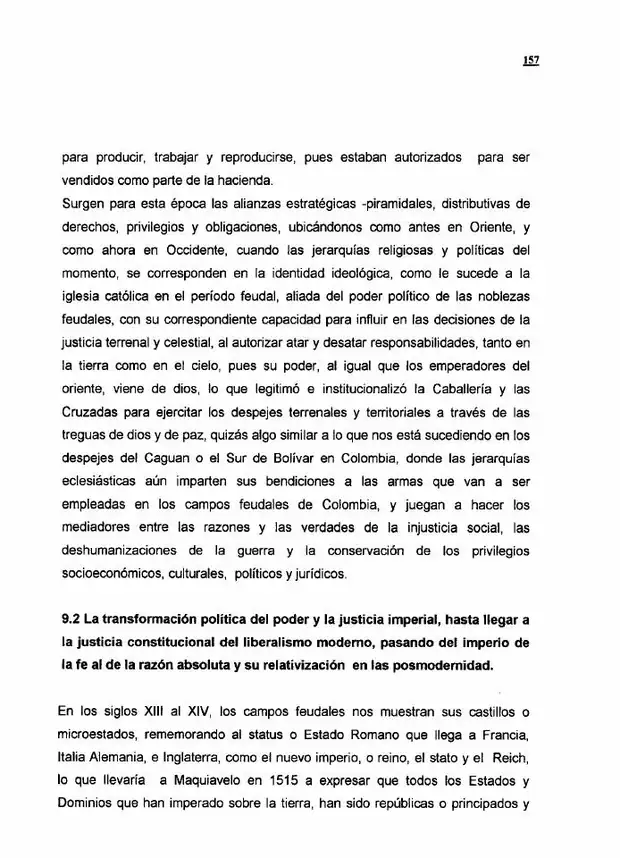 157
para producir, trabajar y reproducirse, pues estaban autorizados para ser
vendidos como parte de la hacienda.
Surgen para esta época las alianzas estratégicas -piramidales, distributivas de
derechos, privilegios y obligaciones, ubicándonos como antes en Oriente, y
como ahora en Occidente, cuando las jerarquías religiosas y políticas del
momento, se corresponden en la identidad ideológica, como le sucede a la
iglesia católica en el período feudal, aliada del poder político de las noblezas
feudales, con su correspondiente capacidad para influir en las decisiones de la
justicia terrenal y celestial, al autorizar atar y desatar responsabilidades, tanto en
la tierra como en el cielo, pues su poder, al igual que los emperadores del
oriente, viene de dios, lo que legitimó e institucionalizó la Caballería y las
Cruzadas para ejercitar los despejes terrenales y territoriales a través de las
treguas de dios y de paz, quizás algo similar a lo que nos está sucediendo en los
despejes del Caguan o el Sur de Bolívar en Colombia, donde las jerarquías
eclesiásticas aún imparten sus bendiciones a las armas que van a ser
empleadas en los campos feudales de Colombia, y juegan a hacer los
mediadores entre las razones y las verdades de la injusticia social, las
deshumanizaciones de la guerra y la conservación de los privilegios
socioeconómicos, culturales, políticos y jurídicos.
9.2 La transformación política del poder y la justicia imperial, hasta llegar a
la justicia constitucional del liberalismo moderno, pasando del imperio de
la fe al de la razón absoluta y su relativización en las posmodernidad.
En los siglos XIII al XIV, los campos feudales nos muestran sus castillos o
microestados, rememorando al status o Estado Romano que llega a Francia,
Italia Alemania, e Inglaterra, como el nuevo imperio, o reino, el stato y el Reich,
lo que llevaría a Maquiavelo en 1515 a expresar que todos los Estados y
Dominios que han imperado sobre la tierra, han sido repúblicas o principados y